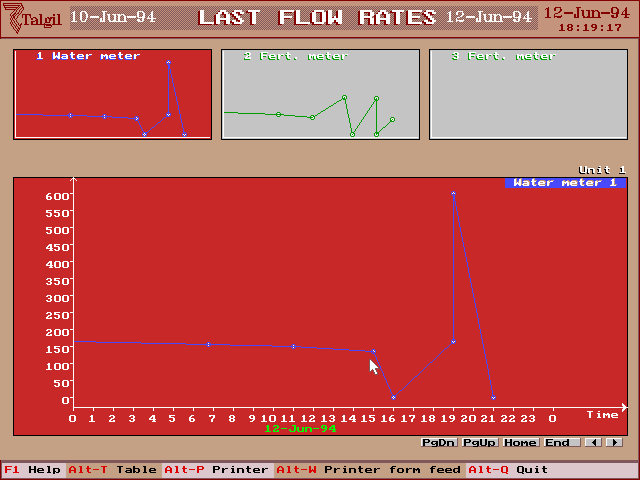 Talgil 10-Jun-94 LAST FLOW RATES 12-Jun-94 12-Jun-94
18:19:17
1 Water meter 2 Fert. meter 3 Fert. meter
Unit 1
Water meter 1
600
550
500
450
400
350
300
250
200
150
100
50
0
0 1 2 3 4 5 6 7 8 9 10 11 12 13 14 15 16 17 18 19 20 21 22 23 0 Time
12-Jun-94
PgDn PgUp Home End
F1 Help Alt-T Table Alt-P Printer Alt-W Printer form feed Alt-Q Quit